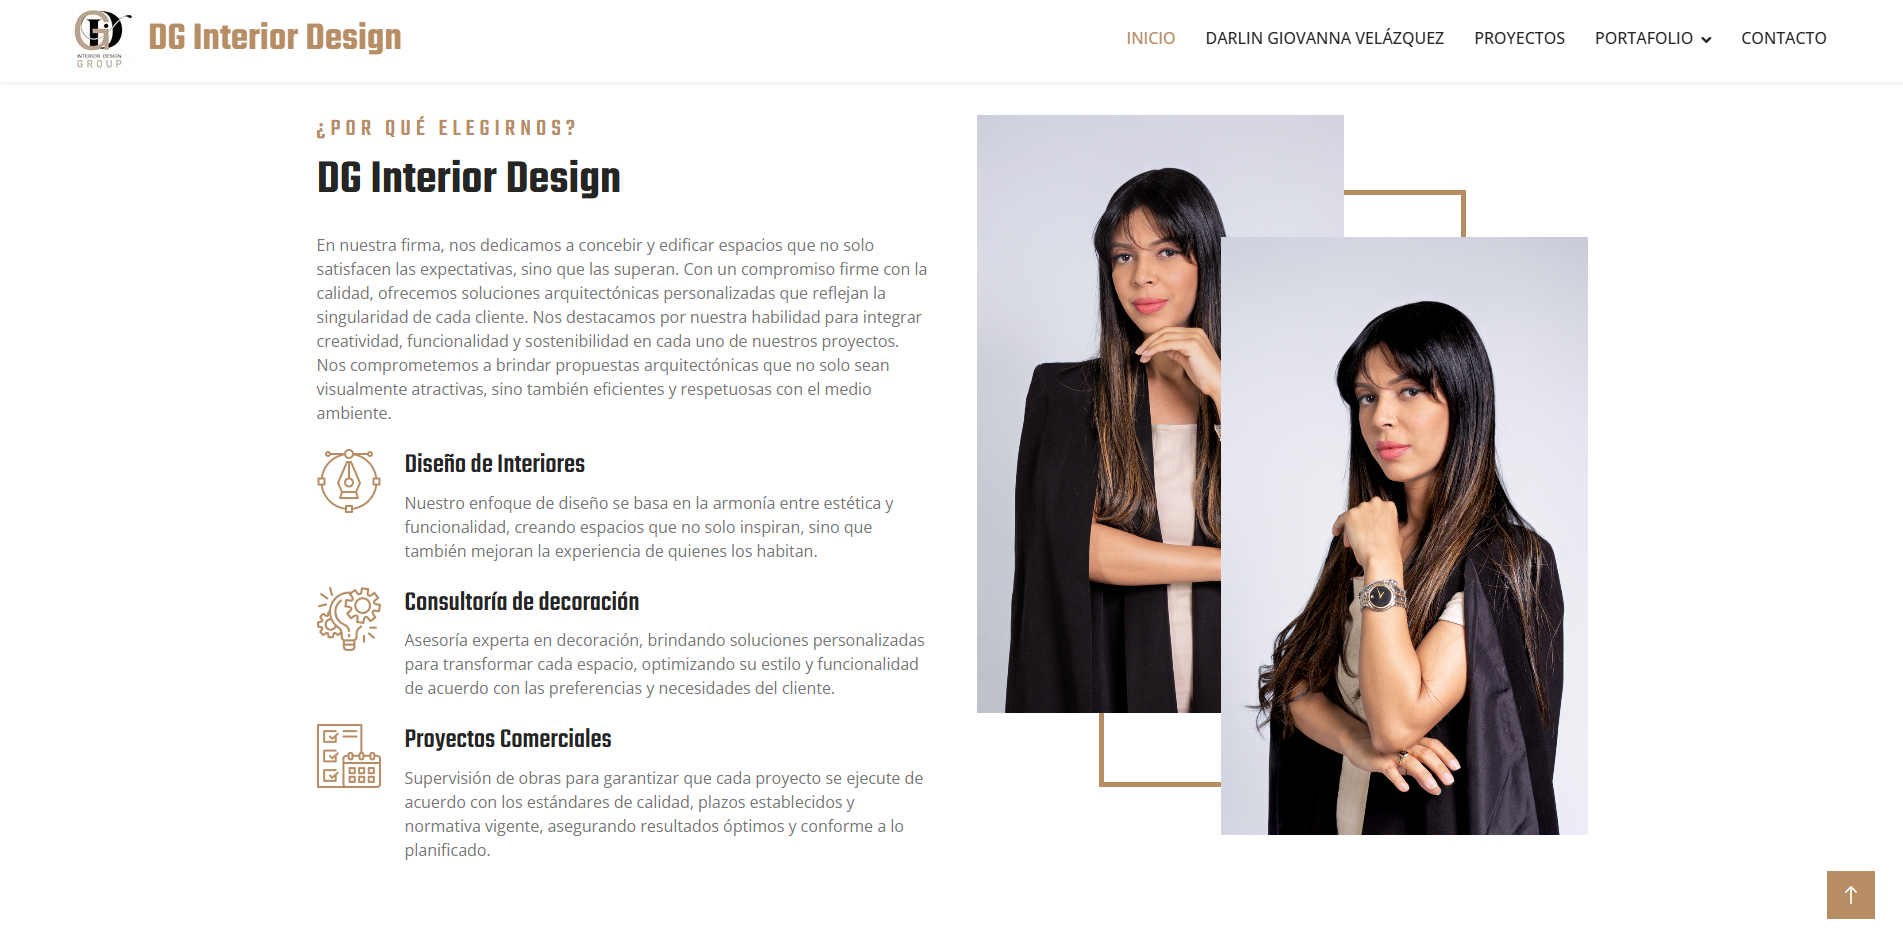 INTERIOR DESIGN
GROUP
DG Interior Design
INICIO
DARLIN GIOVANNA VELÁZQUEZ
PROYECTOS
PORTAFOLIO
CONTACTO
¿POR QUÉ ELEGIRNOS?
DG Interior Design
En nuestra firma, nos dedicamos a concebir y edificar espacios que no solo
satisfacen las expectativas, sino que las superan. Con un compromiso firme con la
calidad, ofrecemos soluciones arquitectónicas personalizadas que reflejan la
singularidad de cada cliente. Nos destacamos por nuestra habilidad para integrar
creatividad, funcionalidad y sostenibilidad en cada uno de nuestros proyectos.
Nos comprometemos a brindar propuestas arquitectónicas que no solo sean
visualmente atractivas, sino también eficientes y respetuosas con el medio
ambiente.
Diseño de Interiores
Nuestro enfoque de diseño se basa en la armonía entre estética y
funcionalidad, creando espacios que no solo inspiran, sino que
también mejoran la experiencia de quienes los habitan.
Consultoría de decoración
Asesoría experta en decoración, brindando soluciones personalizadas
para transformar cada espacio, optimizando su estilo y funcionalidad
de acuerdo con las preferencias y necesidades del cliente.
Proyectos Comerciales
Supervisión de obras para garantizar que cada proyecto se ejecute de
acuerdo con los estándares de calidad, plazos establecidos y
normativa vigente, asegurando resultados óptimos y conforme a lo
planificado.